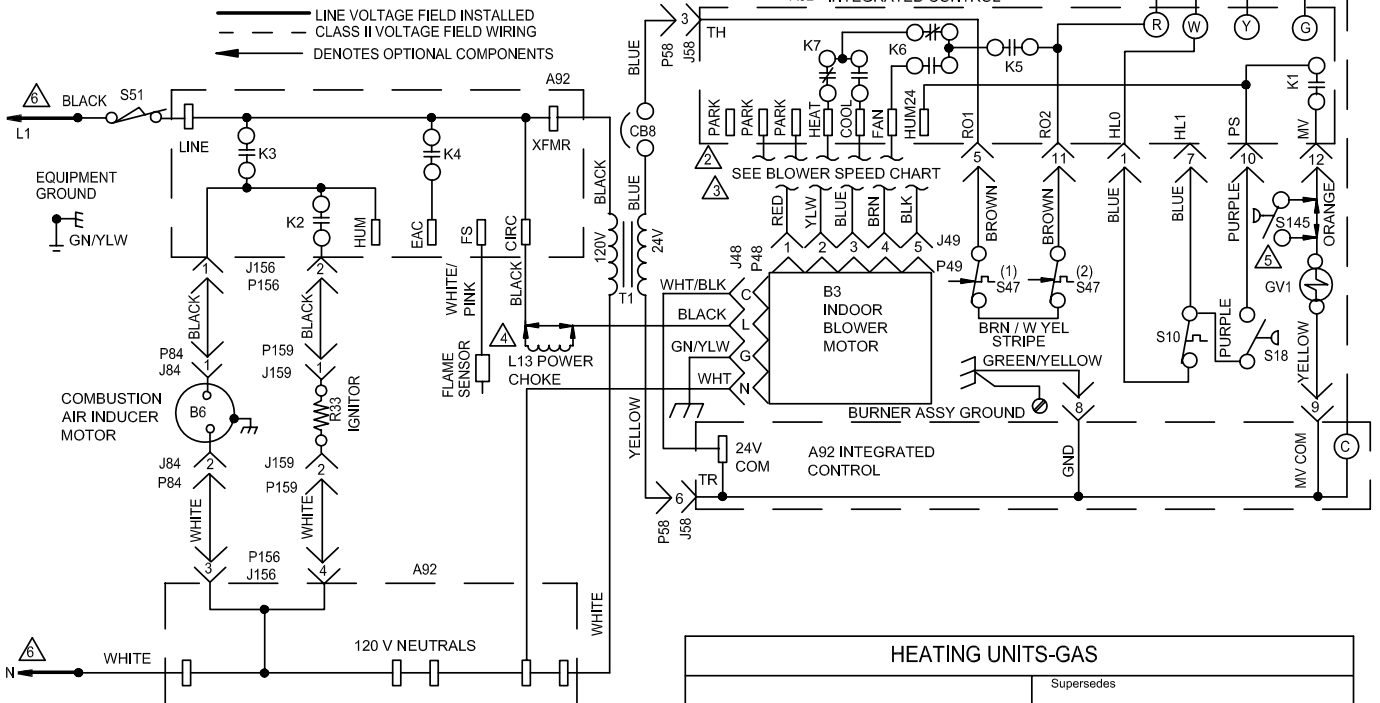 LINE VOLTAGE FIELD INSTALLED
CLASS II VOLTAGE FIELD WIRING
DENOTES OPTIONAL COMPONENTS
INTEGRATED CONTROL
3
TH
P58
J58
BLUE
R
W
Y
G
K7
K6
K5
K1
6
BLACK
S51
A92
L1
LINE
K3
K4
XFMR
CB8
PARK
PARK
PARK
HEAT
COOL
FAN
HUM24
RO1
RO2
HL0
HL1
PS
MV
2
3
SEE BLOWER SPEED CHART
5
11
1
7
10
12
EQUIPMENT
GROUND
GN/YLW
K2
HUM
EAC
FS
CIRC
BLACK
BLUE
120V
24V
T1
RED
YLW
BLUE
BRN
BLK
1
2
3
4
5
J49
P49
J48
P48
BROWN
BROWN
BLUE
BLUE
PURPLE
ORANGE
S145
5
GV1
1
J156
2
P156
BLACK
BLACK
WHITE/
PINK
BLACK
4
L13 POWER
CHOKE
FLAME
SENSOR
WHT/BLK
C
BLACK
L
GN/YLW
G
WHT
N
B3
INDOOR
BLOWER
MOTOR
(1)
S47
(2)
S47
BRN / W YEL
STRIPE
S10
PURPLE
S18
YELLOW
GREEN/YELLOW
BURNER ASSY GROUND
8
9
P84
J84
1
P159
J159
1
COMBUSTION
AIR INDUCER
MOTOR
B6
R33
IGNITOR
J84
P84
2
J159
P159
2
WHITE
WHITE
YELLOW
24V
COM
TR
A92 INTEGRATED
CONTROL
GND
MV COM
C
6
P58
J58
3
P156
J156
4
A92
WHITE
6
N
WHITE
120 V NEUTRALS
HEATING UNITS-GAS
Supersedes